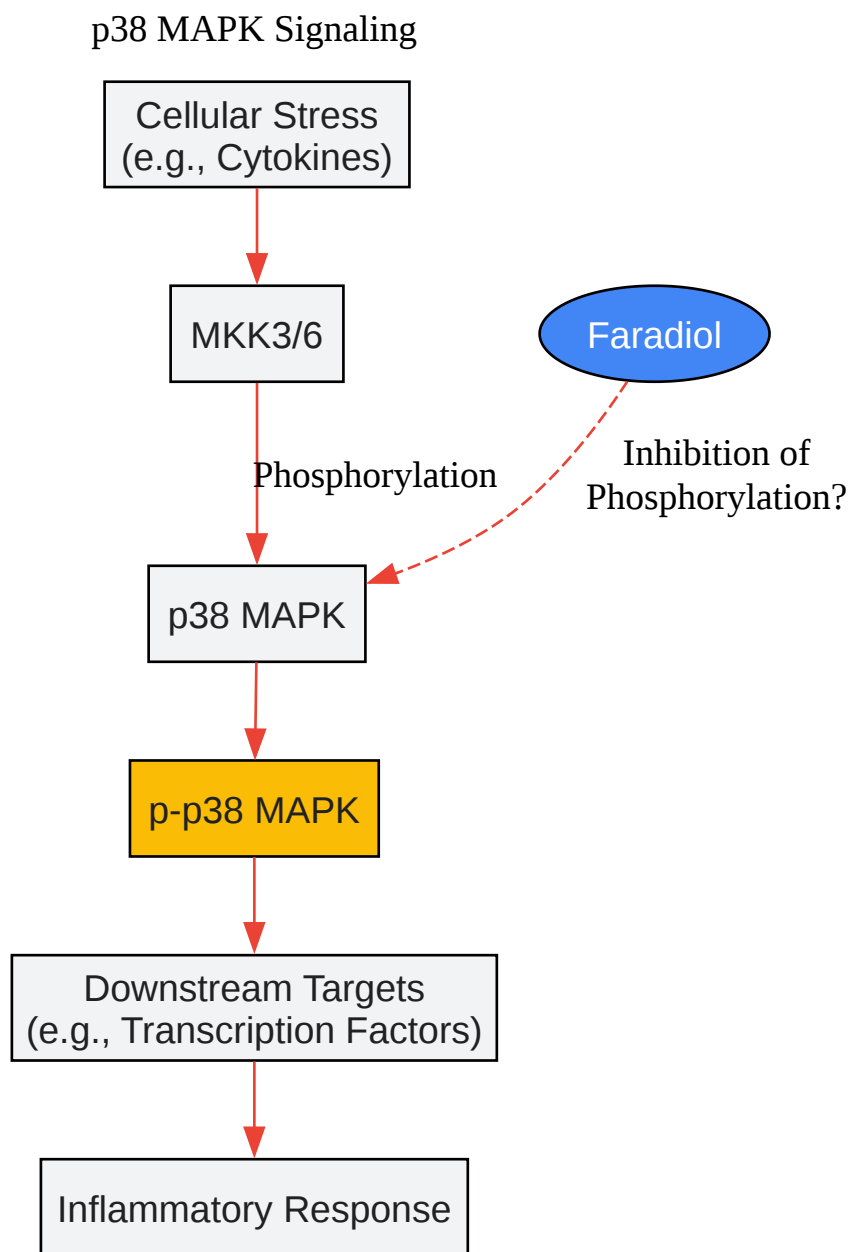 p38 MAPK Signaling
Cellular Stress
(e.g., Cytokines)
MKK3/6
Faradiol
Phosphorylation
Inhibition of
Phosphorylation?
p38 MAPK
p-p38 MAPK
Downstream Targets
(e.g., Transcription Factors)
Inflammatory Response